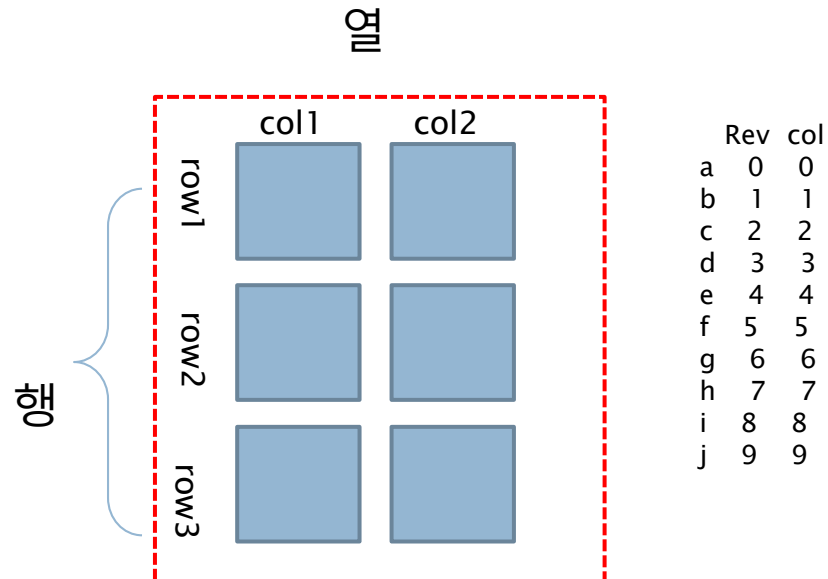 열
col1 col2
row1
row2
row3
행
Rev col
a 0 0
b 1 1
c 2 2
d 3 3
e 4 4
f 5 5
g 6 6
h 7 7
i 8 8
j 9 9